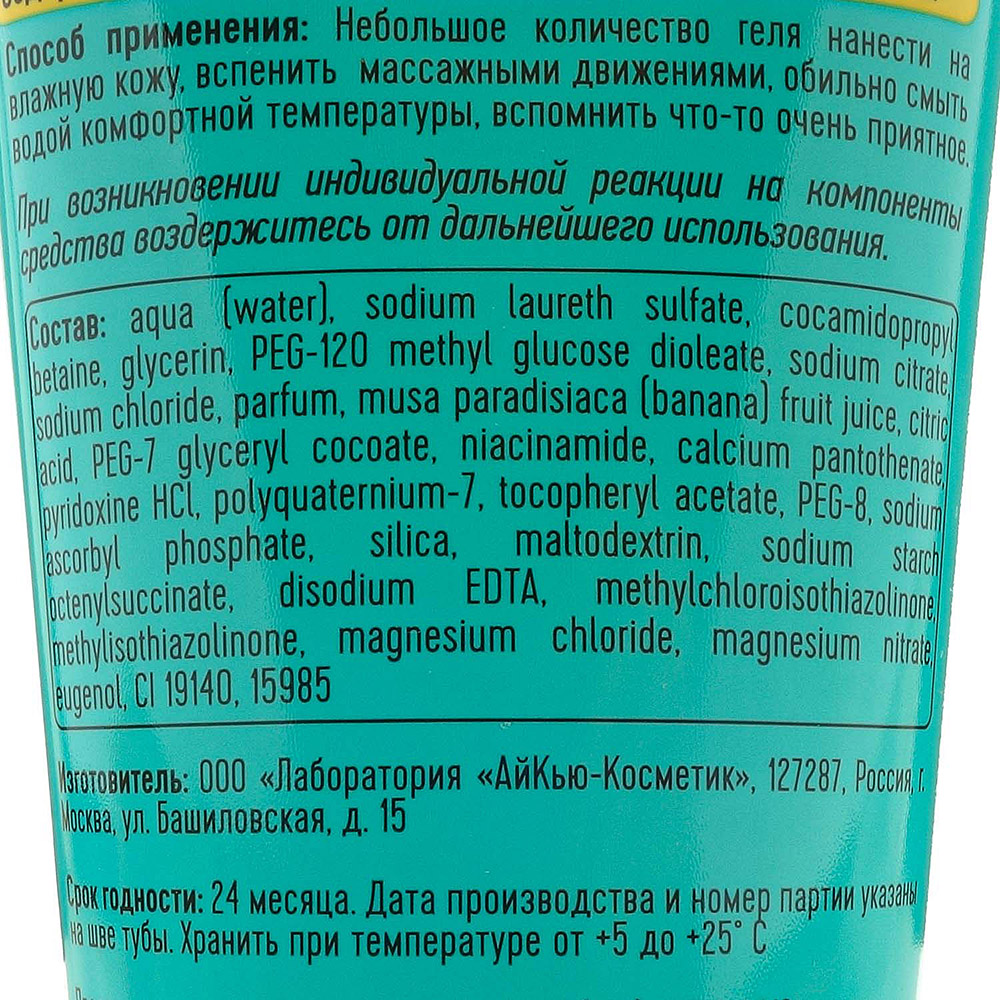 Способ применения: Небольшое количество геля нанести на
влажную кожу, вспенить массажными движениями, обильно смыть
водой комфортной температуры, вспомнить что-то очень приятное.
При возникновении индивидуальной реакции на компоненты
средства воздержитесь от дальнейшего использования.
Состав: aqua (water), sodium laureth sulfate, cocamidopropyl
betaine, glycerin, PEG-120 methyl glucose dioleate, sodium citrate,
sodium chloride, parfum, musa paradisiaca (banana) fruit juice, citric
acid, PEG-7 glyceryl cocoate, niacinamide, calcium pantothenate,
pyridoxine HCl, polyquaternium-7, tocopheryl acetate, PEG-8, sodium
ascorbyl phosphate, silica, maltodextrin, sodium starch
octenylsuccinate, disodium EDTA, methylchloroisothiazolinone,
methylisothiazolinone, magnesium chloride, magnesium nitrate,
eugenol, CI 19140, 15985
Изготовитель: ООО «Лаборатория «АйКью-Косметик», 127287, Россия, г.
Москва, ул. Башиловская, д. 15
Срок годности: 24 месяца. Дата производства и номер партии указаны
на шве тубы. Хранить при температуре от +5 до +25° С